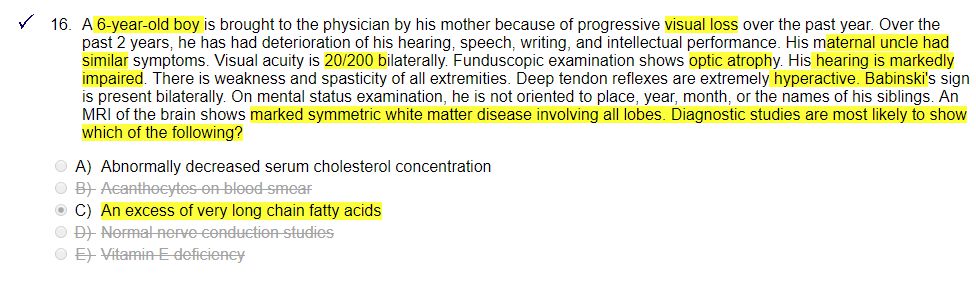 ✓ 16. A 6-year-old boy is brought to the physician by his mother because of progressive visual loss over the past year. Over the
past 2 years, he has had deterioration of his hearing, speech, writing, and intellectual performance. His maternal uncle had
similar symptoms. Visual acuity is 20/200 bilaterally. Funduscopic examination shows optic atrophy. His hearing is markedly
impaired. There is weakness and spasticity of all extremities. Deep tendon reflexes are extremely hyperactive. Babinski's sign
is present bilaterally. On mental status examination, he is not oriented to place, year, month, or the names of his siblings. An
MRI of the brain shows marked symmetric white matter disease involving all lobes. Diagnostic studies are most likely to show
which of the following?
A) Abnormally decreased serum cholesterol concentration
B) Acanthocytes on blood smear
C) An excess of very long chain fatty acids
D) Normal nerve conduction studies
E) Vitamin E deficiency